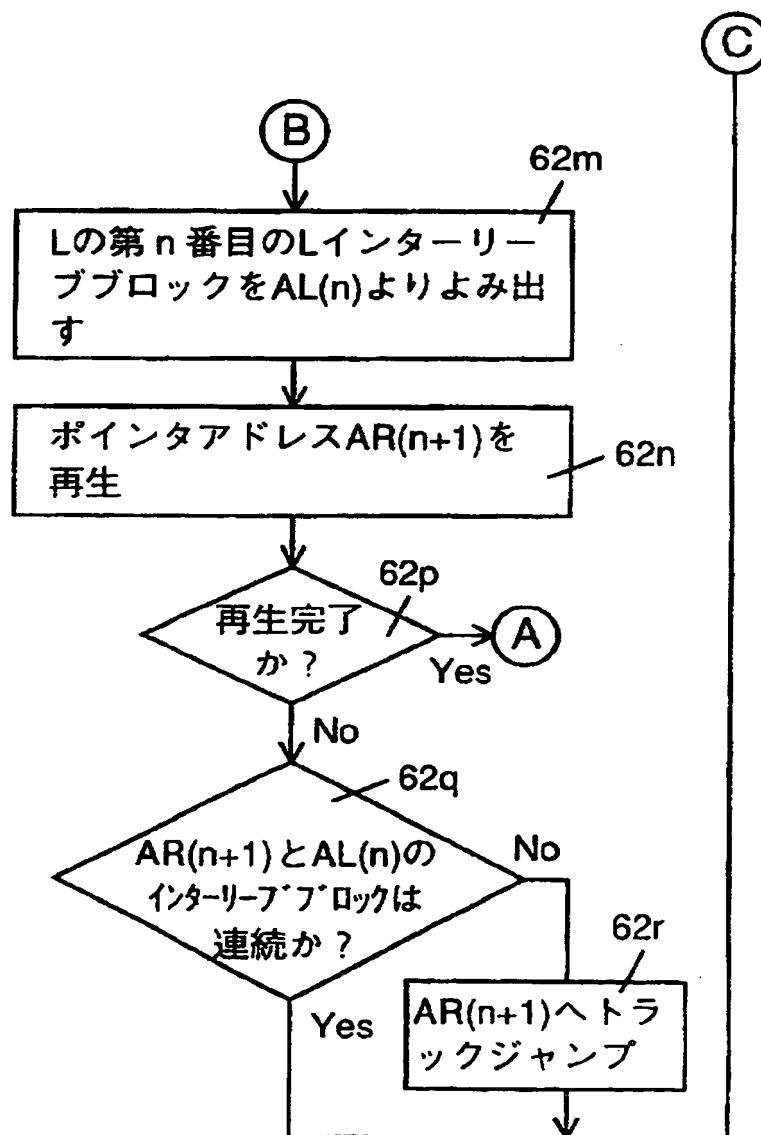 C
B
62m
Lの第n番目のLインターリー
ブブロックをAL(n)よりよみ出
す
ポインタアドレスAR(n+1)を
再生
62n
62p
再生完了
か?
A
Yes
No
62q
AR(n+1)とAL(n)の
インターリーブブロックは
連続か?
No
62r
Yes
AR(n+1)へトラ
ックジャンプ